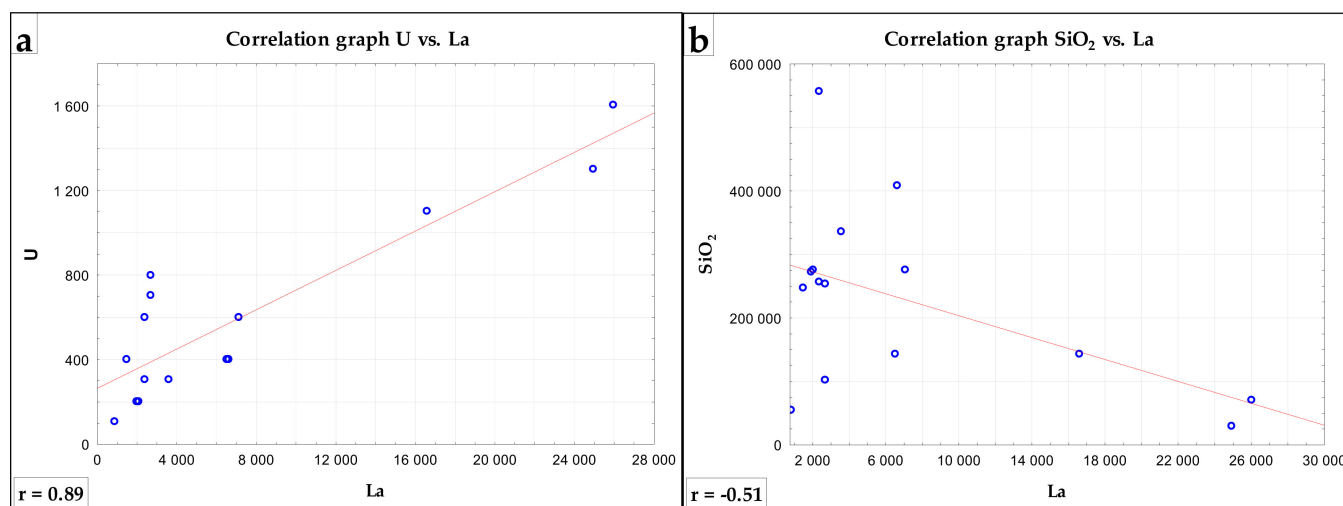 a
Correlation graph U vs. La
1 600
1 200
800
400
0
U
0
4 000
8 000
12 000
16 000
20 000
24 000
28 000
La
r = 0.89
b
Correlation graph SiO₂ vs. La
600 000
400 000
200 000
0
SiO₂
2 000
6 000
10 000
14 000
18 000
22 000
26 000
30 000
La
r = -0.51